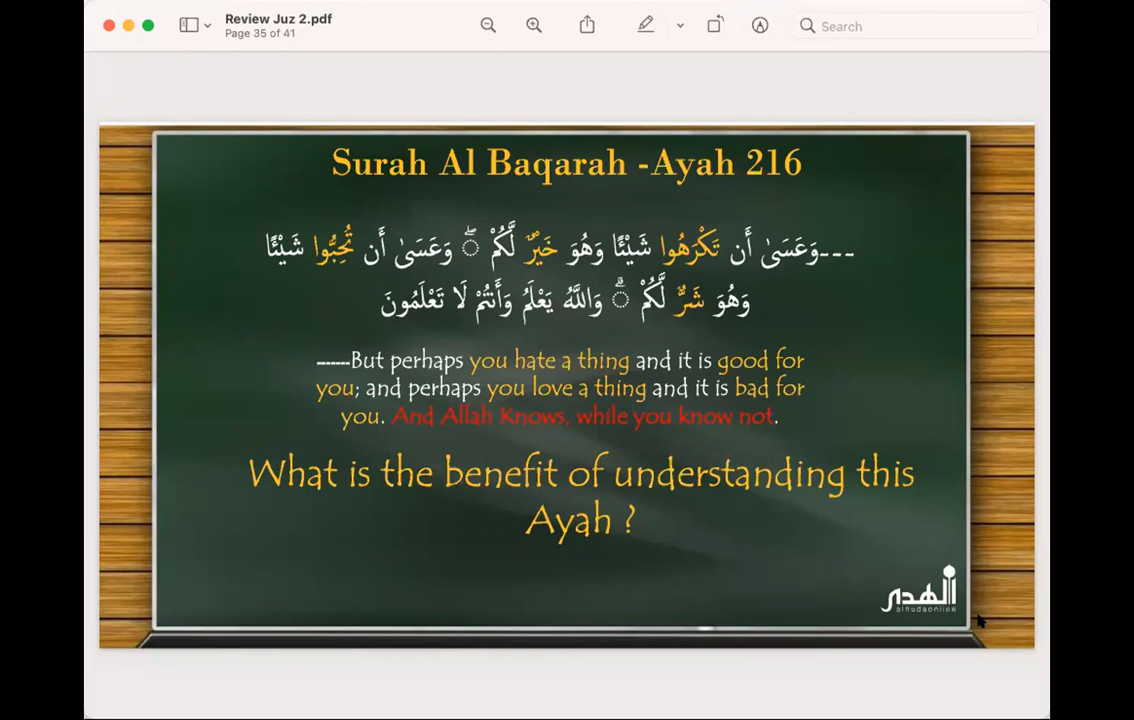 Review Juz 2.pdf
Page 35 of 41
Search
Surah Al Baqarah -Ayah 216
---وَعَسَىٰ أَن تَكْرَهُوا شَيْئًا وَهُوَ خَيْرٌ لَّكُمْ ۖ وَعَسَىٰ أَن تُحِبُّوا شَيْئًا
وَهُوَ شَرٌّ لَّكُمْ ۗ وَاللَّهُ يَعْلَمُ وَأَنتُمْ لَا تَعْلَمُونَ
------But perhaps you hate a thing and it is good for
you; and perhaps you love a thing and it is bad for
you. And Allah Knows, while you know not.
What is the benefit of understanding this
Ayah ?
الهدى
alhudaonline